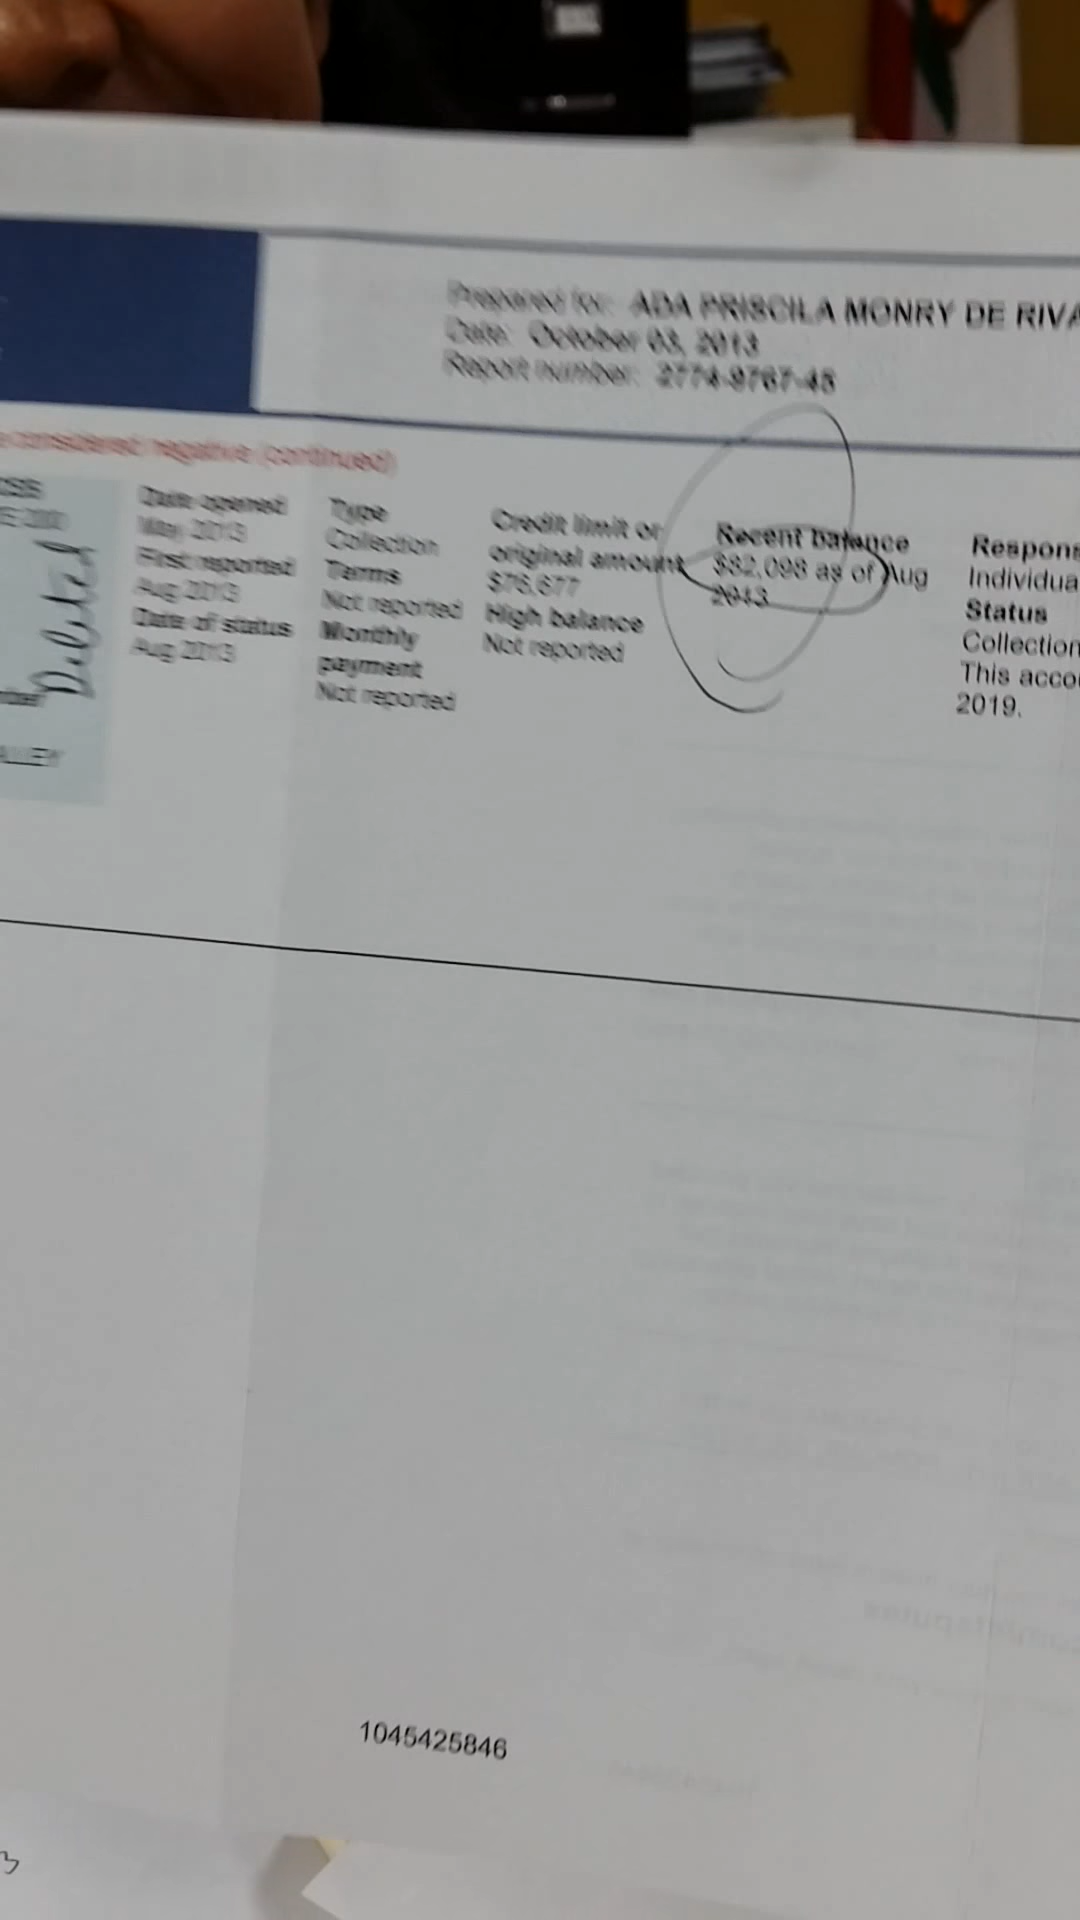 Prepared for: ADA PRISCILA MONRY DE RIVA
Date: October 03, 2013
Report number: 2774-9767-45
considered negative (continued)
Date opened
May 2013
First reported
Aug 2013
Date of status
Aug 2013
Type
Collection
Terms
Not reported
Monthly
payment
Not reported
Credit limit or
original amount
$76,677
High balance
Not reported
Recent balance
$82,098 as of Aug
2013
Respons
Individua
Status
Collection
This acco
2019.
Deleted
ALLEY
1045425846
3